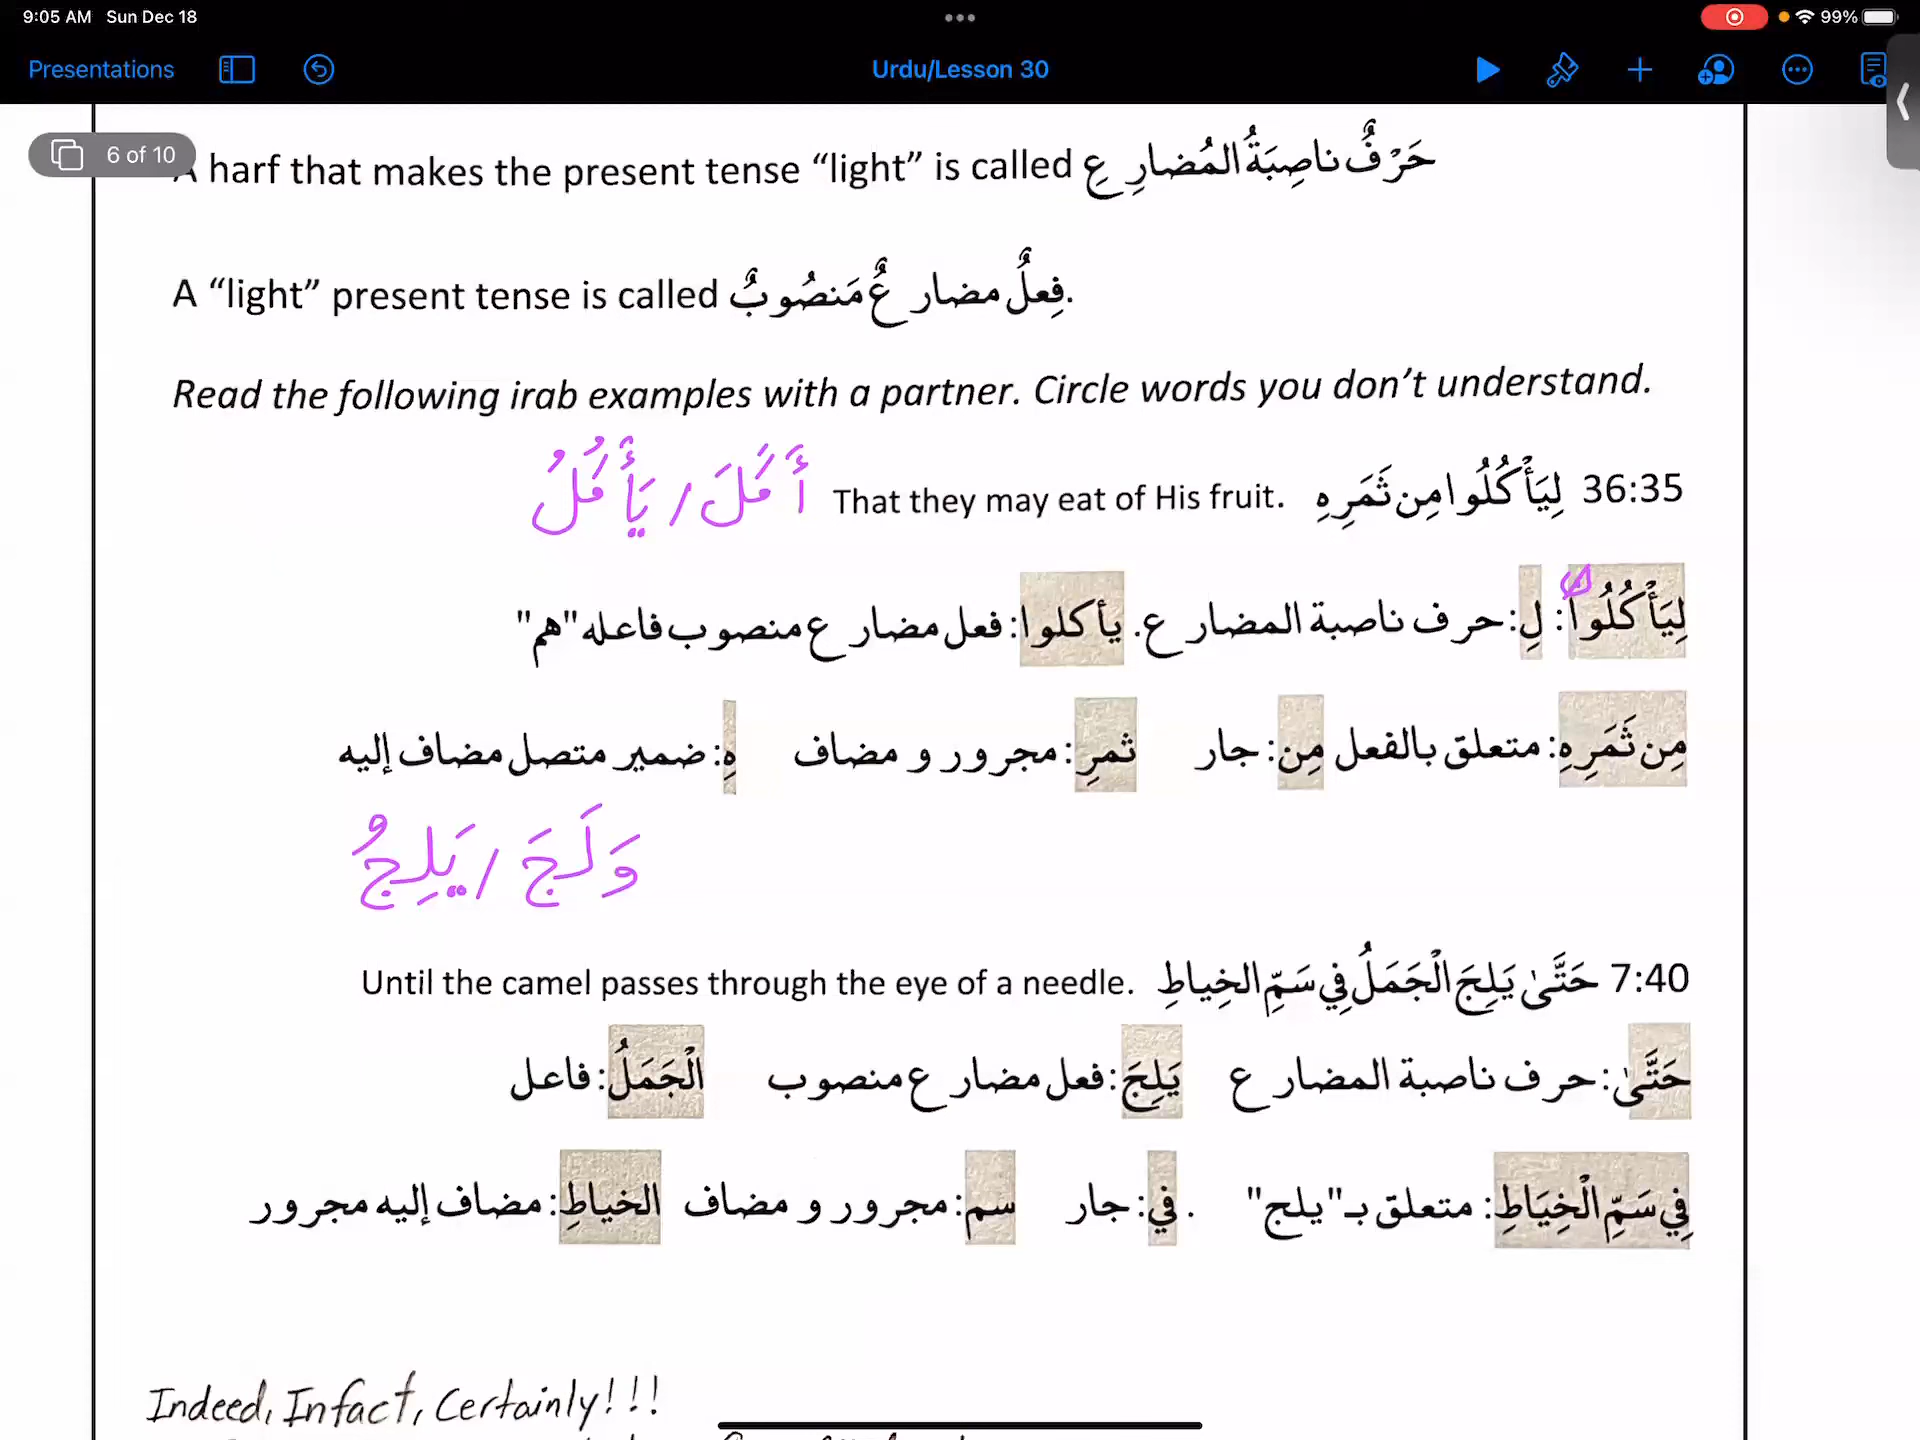 9:05 AM Sun Dec 18
99%
Presentations
Urdu/Lesson 30
6 of 10
A harf that makes the present tense “light” is called حَرْفٌ ناصِبَةُ المُضارِعِ
A “light” present tense is called فِعلٌ مضارعٌ مَنصُوبٌ.
Read the following irab examples with a partner. Circle words you don’t understand.
36:35 لِيَأْكُلُوا مِن ثَمَرِهِ That they may eat of His fruit. أَكَلَ / يَأْكُلُ
لِيَأْكُلُوا: لِ: حرف ناصبة المضارع. يأكلوا: فعل مضارع منصوب فاعله "هم"
مِن ثَمَرِهِ: متعلق بالفعل مِن: جار ثمرِ: مجرور و مضاف هِ: ضمير متصل مضاف إليه
وَلَجَ / يَلِجُ
7:40 حَتَّىٰ يَلِجَ الْجَمَلُ فِي سَمِّ الخِياطِ Until the camel passes through the eye of a needle.
حَتَّىٰ: حرف ناصبة المضارع يَلِجَ: فعل مضارع منصوب الْجَمَلُ: فاعل
فِي سَمِّ الْخِيَاطِ: متعلق بـ"يلج" . في: جار سم: مجرور و مضاف الخياطِ: مضاف إليه مجرور
Indeed, Infact, Certainly!!!